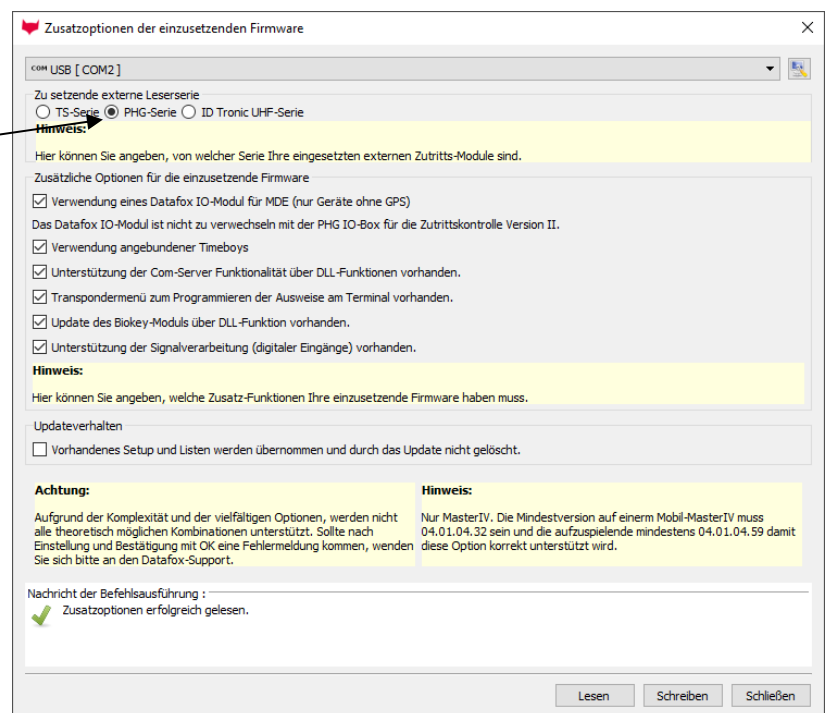 Zusatzoptionen der einzusetzenden Firmware
COM USB [ COM2 ]
Zu setzende externe Leserserie
TS-Serie PHG-Serie ID Tronic UHF-Serie
Hinweis:
Hier können Sie angeben, von welcher Serie Ihre eingesetzten externen Zutritts-Module sind.
Zusätzliche Optionen für die einzusetzende Firmware
Verwendung eines Datafox IO-Modul für MDE (nur Geräte ohne GPS)
Das Datafox IO-Modul ist nicht zu verwechseln mit der PHG IO-Box für die Zutrittskontrolle Version II.
Verwendung angebundener Timeboys
Unterstützung der Com-Server Funktionalität über DLL-Funktionen vorhanden.
Transpondermenü zum Programmieren der Ausweise am Terminal vorhanden.
Update des Biokey-Moduls über DLL-Funktion vorhanden.
Unterstützung der Signalverarbeitung (digitaler Eingänge) vorhanden.
Hinweis:
Hier können Sie angeben, welche Zusatz-Funktionen Ihre einzusetzende Firmware haben muss.
Updateverhalten
Vorhandenes Setup und Listen werden übernommen und durch das Update nicht gelöscht.
Achtung:
Aufgrund der Komplexität und der vielfältigen Optionen, werden nicht
alle theoretisch möglichen Kombinationen unterstützt. Sollte nach
Einstellung und Bestätigung mit OK eine Fehlermeldung kommen, wenden
Sie sich bitte an den Datafox-Support.
Hinweis:
Nur MasterIV. Die Mindestversion auf einerm Mobil-MasterIV muss
04.01.04.32 sein und die aufzuspielende mindestens 04.01.04.59 damit
diese Option korrekt unterstützt wird.
Nachricht der Befehlsausführung :
Zusatzoptionen erfolgreich gelesen.
Lesen Schreiben Schließen